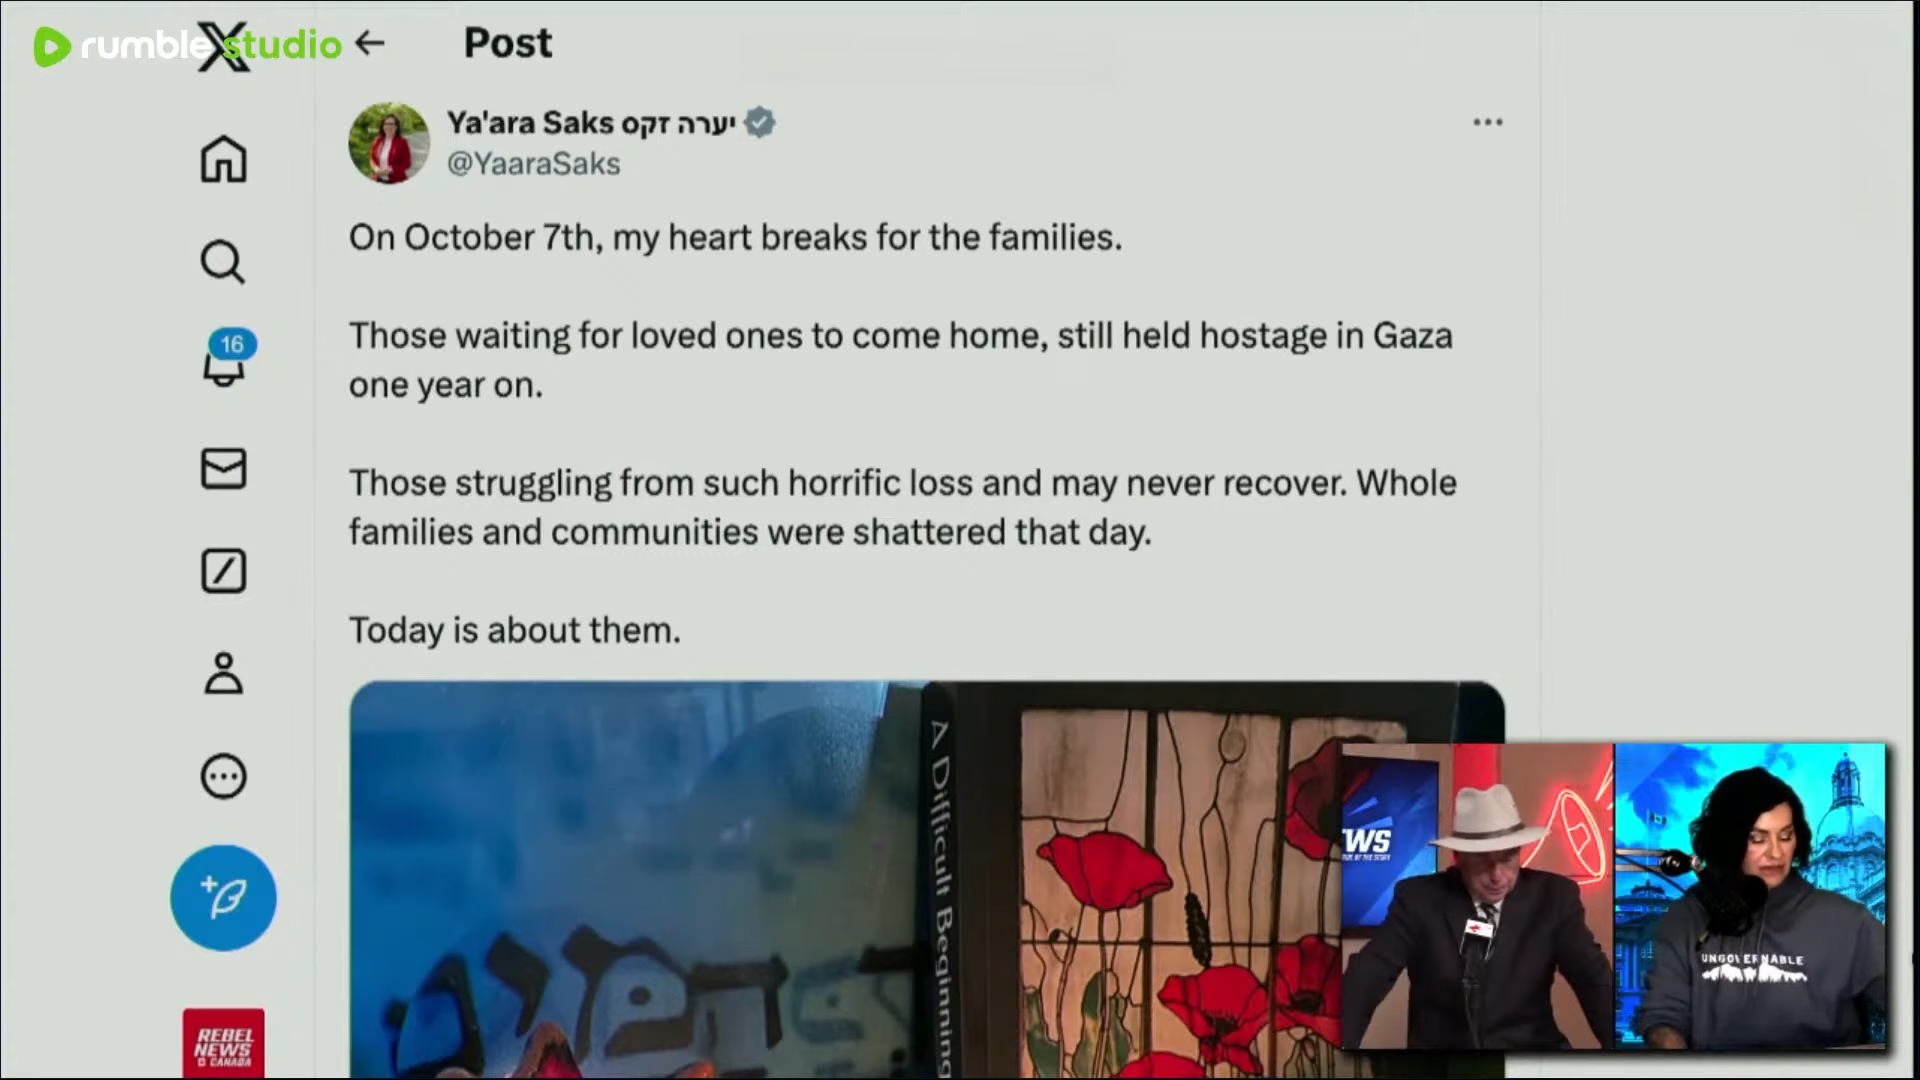 rumble studio
Post
Ya'ara Saks יערה זקס
@YaaraSaks
On October 7th, my heart breaks for the families.
Those waiting for loved ones to come home, still held hostage in Gaza
one year on.
Those struggling from such horrific loss and may never recover. Whole
families and communities were shattered that day.
Today is about them.
16
A Difficult Beginning
REBEL
NEWS
CANADA
UNGOVERNABLE